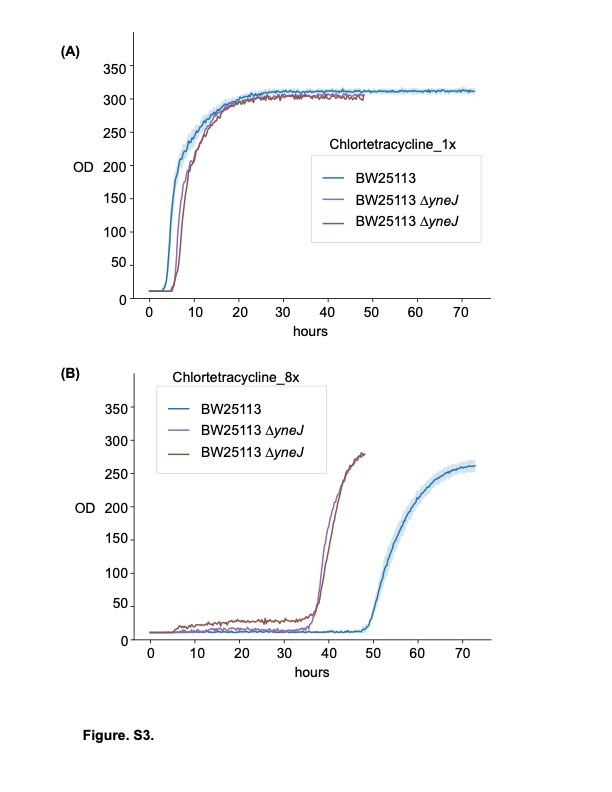 (A)
350
300
250
OD 200
150
100
50
0
Chlortetracycline_1x
BW25113
BW25113 ΔyneJ
BW25113 ΔyneJ
0 10 20 30 40 50 60 70
hours
(B)
Chlortetracycline_8x
BW25113
BW25113 ΔyneJ
BW25113 ΔyneJ
350
300
250
OD 200
150
100
50
0
0 10 20 30 40 50 60 70
hours
Figure. S3.